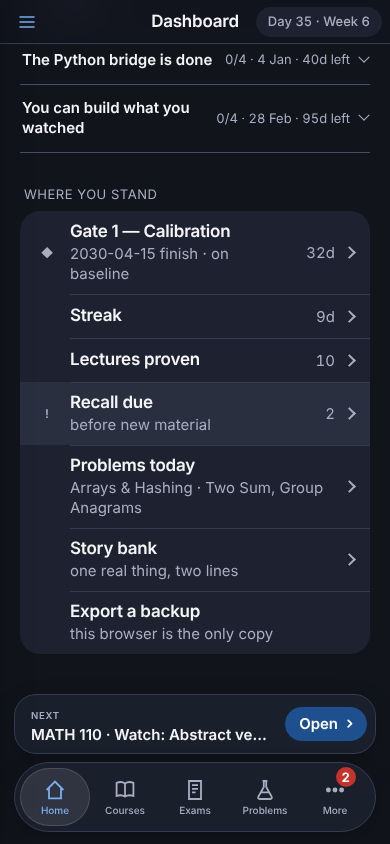 Dashboard
Day 35 · Week 6
The Python bridge is done
0/4 · 4 Jan · 40d left
You can build what you
watched
0/4 · 28 Feb · 95d left
WHERE YOU STAND
Gate 1 — Calibration
2030-04-15 finish · on
baseline
32d
Streak
9d
Lectures proven
10
!
Recall due
before new material
2
Problems today
Arrays & Hashing · Two Sum, Group
Anagrams
Story bank
one real thing, two lines
Export a backup
this browser is the only copy
NEXT
MATH 110 · Watch: Abstract ve...
Open
Home
Courses
Exams
Problems
2
More